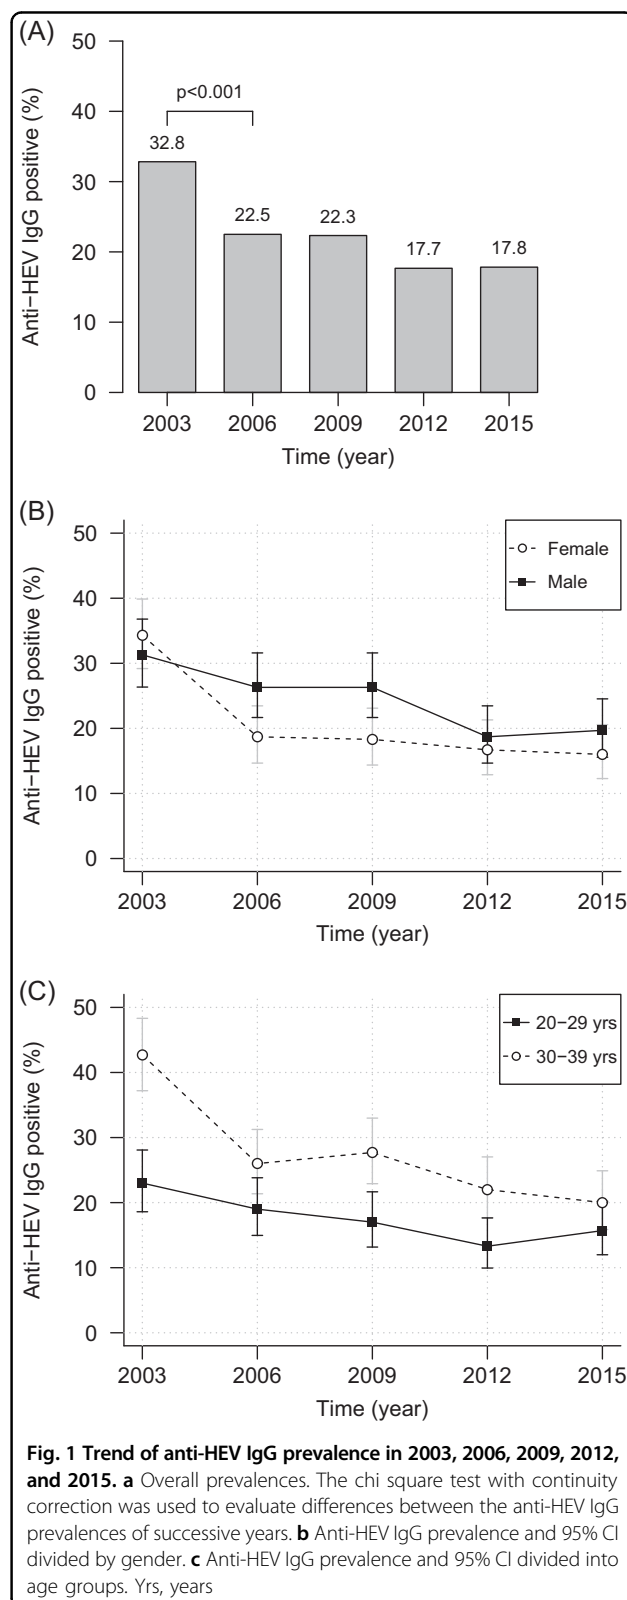 (A)
Anti−HEV IgG positive (%)
50
40
30
20
10
0
p<0.001
32.8
22.5
22.3
17.7
17.8
2003
2006
2009
2012
2015
Time (year)
(B)
Anti−HEV IgG positive (%)
50
40
30
20
10
0
Female
Male
2003
2006
2009
2012
2015
Time (year)
(C)
Anti−HEV IgG positive (%)
50
40
30
20
10
0
20−29 yrs
30−39 yrs
2003
2006
2009
2012
2015
Time (year)
Fig. 1 Trend of anti-HEV IgG prevalence in 2003, 2006, 2009, 2012,
and 2015. a Overall prevalences. The chi square test with continuity
correction was used to evaluate differences between the anti-HEV IgG
prevalences of successive years. b Anti-HEV IgG prevalence and 95% CI
divided by gender. c Anti-HEV IgG prevalence and 95% CI divided into
age groups. Yrs, years